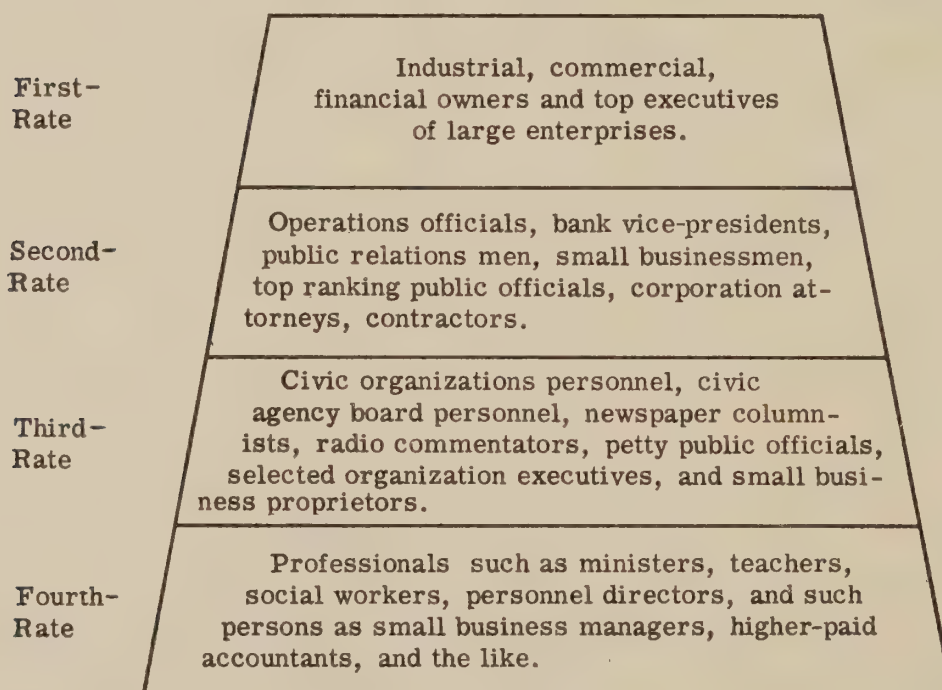 First-
Rate
Industrial, commercial,
financial owners and top executives
of large enterprises.
Second-
Rate
Operations officials, bank vice-presidents,
public relations men, small businessmen,
top ranking public officials, corporation at-
torneys, contractors.
Third-
Rate
Civic organizations personnel, civic
agency board personnel, newspaper column-
ists, radio commentators, petty public officials,
selected organization executives, and small busi-
ness proprietors.
Fourth-
Rate
Professionals such as ministers, teachers,
social workers, personnel directors, and such
persons as small business managers, higher-paid
accountants, and the like.